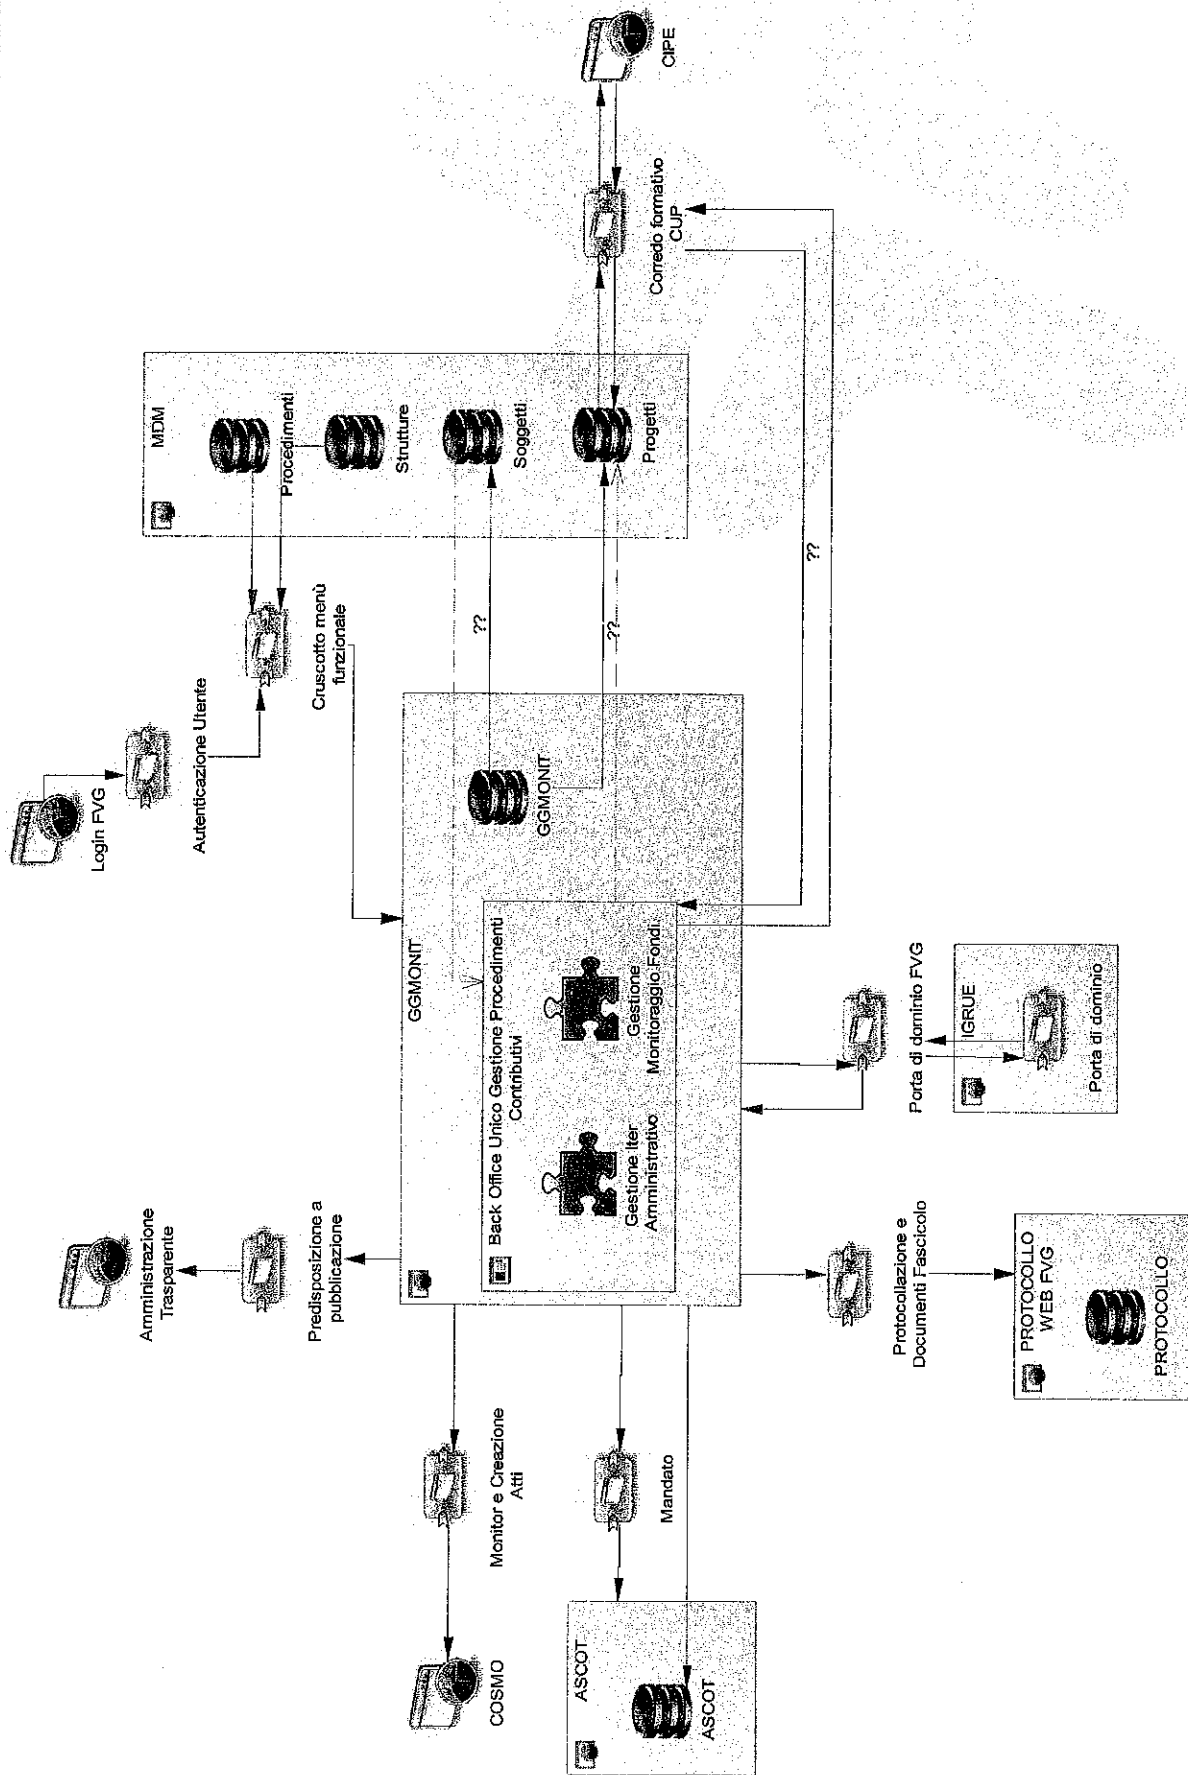 CIPE
Corredo formativo
CUP
MDM
Procedimenti
Strutture
Soggetti
Progetti
??
??
??
Login FVG
Autenticazione Utente
Cruscotto menù
funzionale
GGMONIT
GGMONIT
Back Office Unico Gestione Procedimenti
Contributivi
Gestione Iter
Amministrativo
Gestione
Monitoraggio Fondi
Porta di dominio FVG
IGRUE
Porta di dominio
Amministrazione
Trasparente
Predisposizione a
pubblicazione
Monitor e Creazione
Atti
COSMO
Mandato
ASCOT
ASCOT
Protocollazione e
Documenti Fascicolo
PROTOCOLLO
WEB FVG
PROTOCOLLO